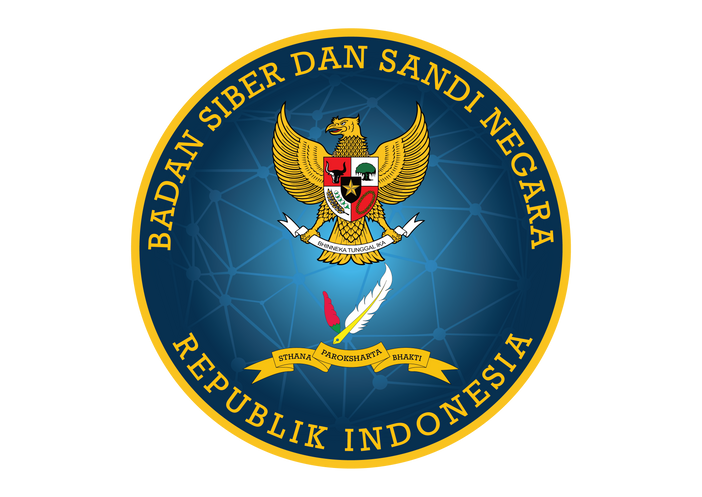 BADAN SIBER DAN SANDI NEGARA
BHINNEKA TUNGGAL IKA
STHANA PAROKSHARTA BHAKTI
REPUBLIK INDONESIA